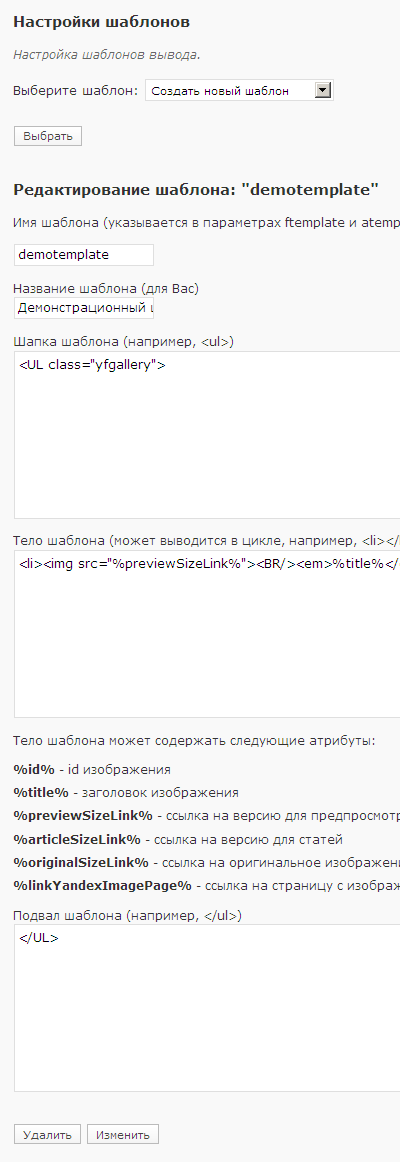 Настройки шаблонов
Настройка шаблонов вывода.
Выберите шаблон: Создать новый шаблон
Выбрать
Редактирование шаблона: "demotemplate"
Имя шаблона (указывается в параметрах ftemplate и atemp
demotemplate
Название шаблона (для Вас)
Демонстрационный ш
Шапка шаблона (например, <ul>)
<UL class="yfgallery">
Тело шаблона (может выводится в цикле, например, <li></
<li><img src="%previewSizeLink%"><BR/><em>%title%</
Тело шаблона может содержать следующие атрибуты:
%id% - id изображения
%title% - заголовок изображения
%previewSizeLink% - ссылка на версию для предпросмотр
%articleSizeLink% - ссылка на версию для статей
%originalSizeLink% - ссылка на оригинальное изображени
%linkYandexImagePage% - ссылка на страницу с изображ
Подвал шаблона (например, </ul>)
</UL>
Удалить Изменить